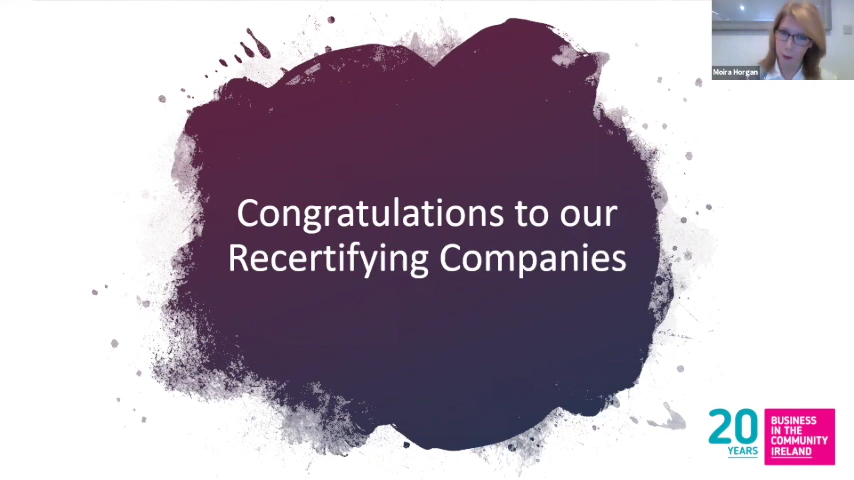 Moira Horgan
Congratulations to our
Recertifying Companies
20
YEARS
BUSINESS
IN THE
COMMUNITY
IRELAND